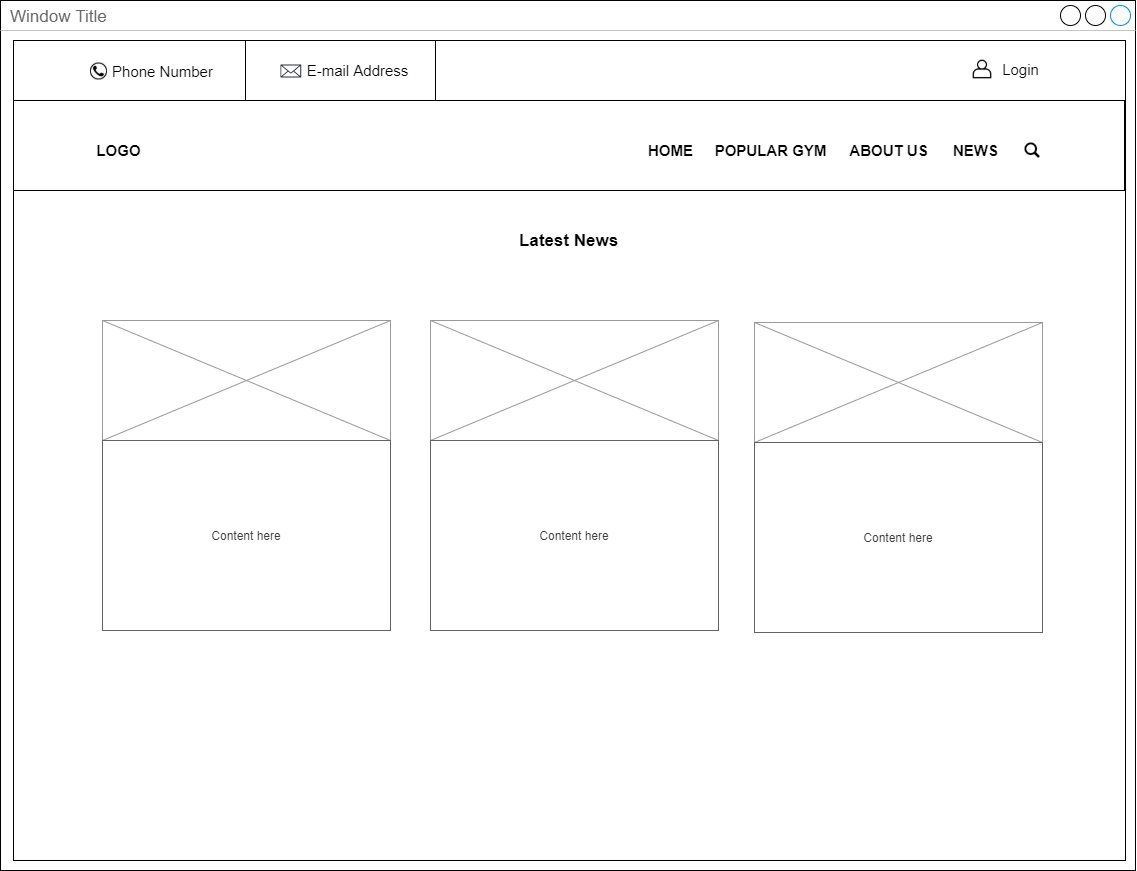 Window Title
Phone Number
E-mail Address
Login
LOGO
HOME
POPULAR GYM
ABOUT US
NEWS
Latest News
Content here
Content here
Content here